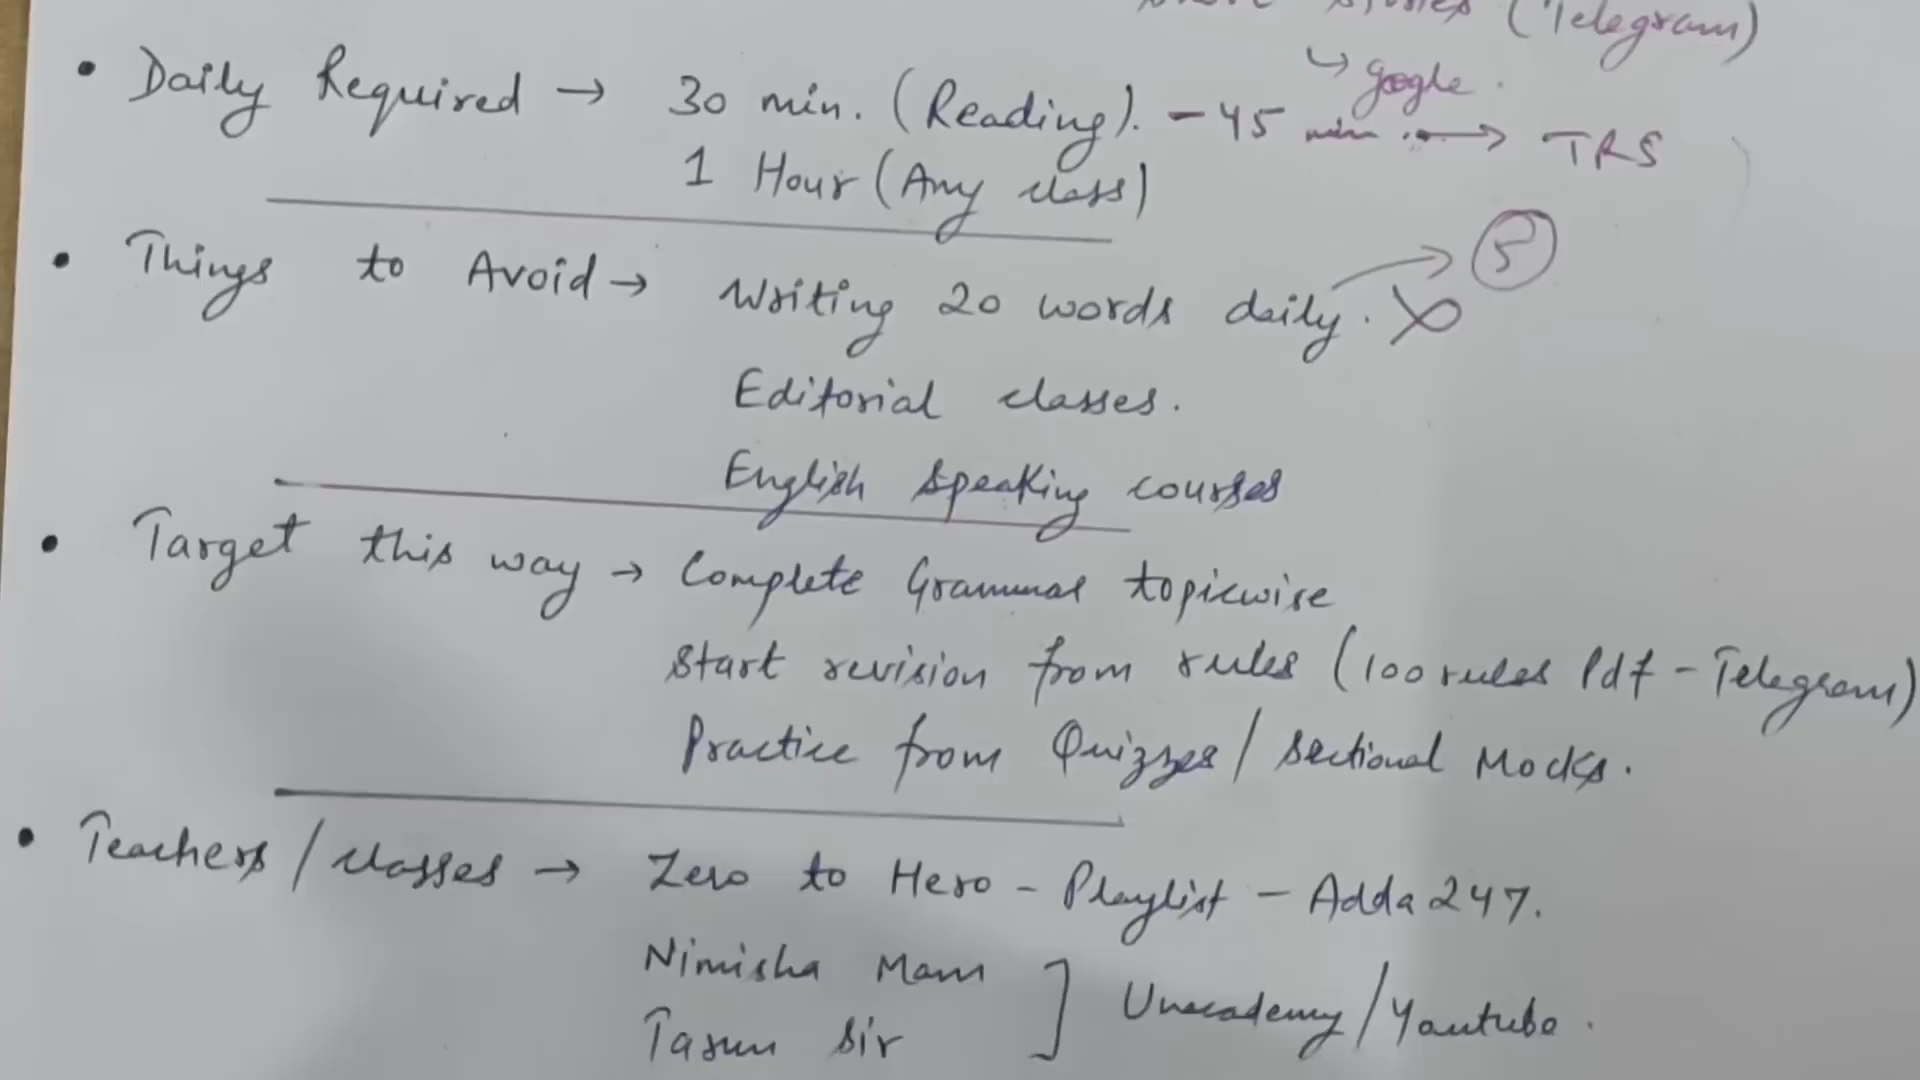 Stories (Telegram)
↳ google.
• Daily Required → 30 min. (Reading). - 45 min → TRS
1 Hour (Any class)
• Things to Avoid → Writing 20 words daily. → 5
Editorial classes.
English speaking courses
• Target this way → Complete Grammar topicwise
Start revision from rules (100 rules Pdf - Telegram)
Practice from Quizzes / Sectional Mocks.
• Teachers / classes → Zero to Hero - Playlist - Adda 247.
Nimisha Mam
Tarun Sir ] Unacademy / Youtube.